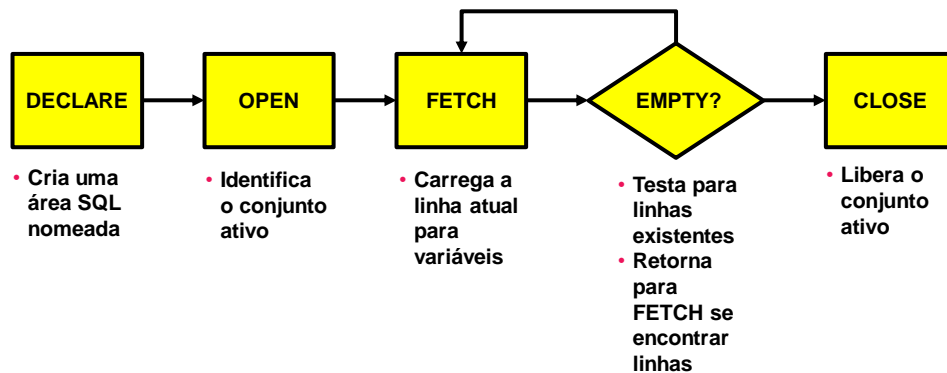 DECLARE
OPEN
FETCH
EMPTY?
CLOSE
• Cria uma
área SQL
nomeada
• Identifica
o conjunto
ativo
• Carrega a
linha atual
para
variáveis
• Testa para
linhas
existentes
• Retorna
para
FETCH se
encontrar
linhas
• Libera o
conjunto
ativo